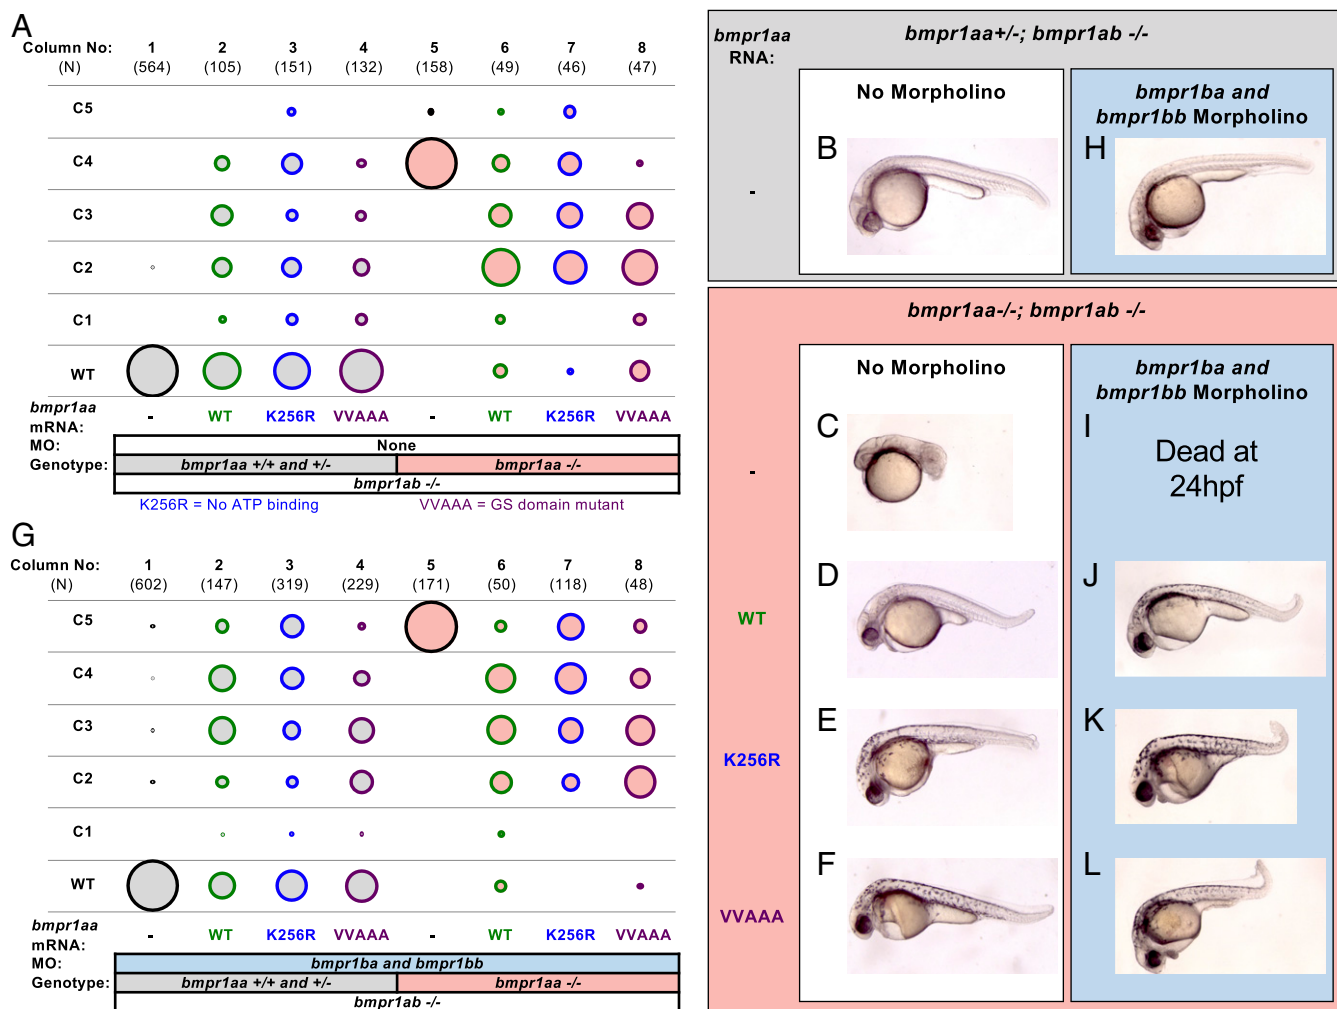 A
Column No: 1 2 3 4 5 6 7 8
(N) (564) (105) (151) (132) (158) (49) (46) (47)
C5
C4
C3
C2
C1
WT
bmpr1aa mRNA: - WT K256R VVAAA - WT K256R VVAAA
MO: None
Genotype: bmpr1aa +/+ and +/- bmpr1aa -/-
bmpr1ab -/-
K256R = No ATP binding VVAAA = GS domain mutant
G
Column No: 1 2 3 4 5 6 7 8
(N) (602) (147) (319) (229) (171) (50) (118) (48)
C5
C4
C3
C2
C1
WT
bmpr1aa mRNA: - WT K256R VVAAA - WT K256R VVAAA
MO: bmpr1ba and bmpr1bb
Genotype: bmpr1aa +/+ and +/- bmpr1aa -/-
bmpr1ab -/-
bmpr1aa
RNA:
bmpr1aa+/-; bmpr1ab -/-
No Morpholino
bmpr1ba and
bmpr1bb Morpholino
-
B
H
bmpr1aa-/-; bmpr1ab -/-
No Morpholino
bmpr1ba and
bmpr1bb Morpholino
-
C
I
Dead at
24hpf
WT
D
J
K256R
E
K
VVAAA
F
L